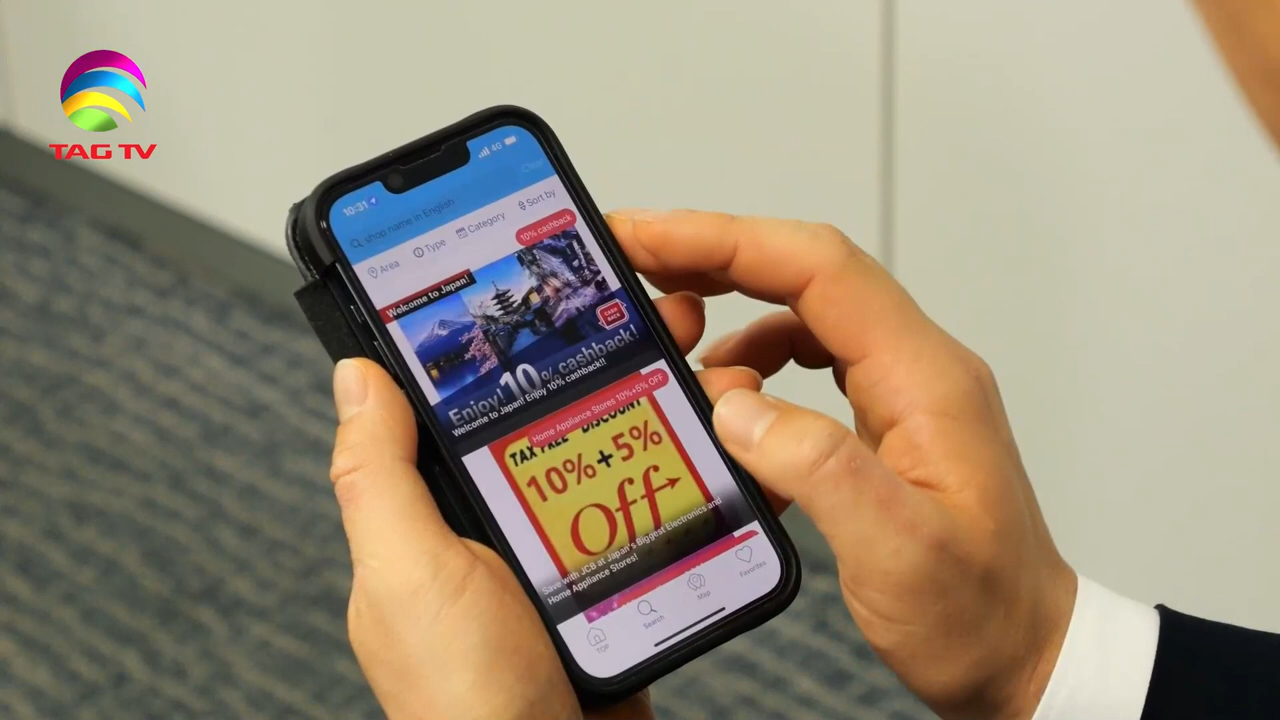 TAG TV
10:31
4G
Clear
shop name in English
Area
Type
Category
Sort by
10% cashback
Welcome to Japan!
CASH BACK
Enjoy! 10% cashback!
Welcome to Japan! Enjoy 10% cashback!!
Home Appliance Stores 10%+5% OFF
TAX FREE DISCOUNT
10%+5%
Off
Save with JCB at Japan's Biggest Electronics and
Home Appliance Stores!
TOP
Search
Map
Favorites